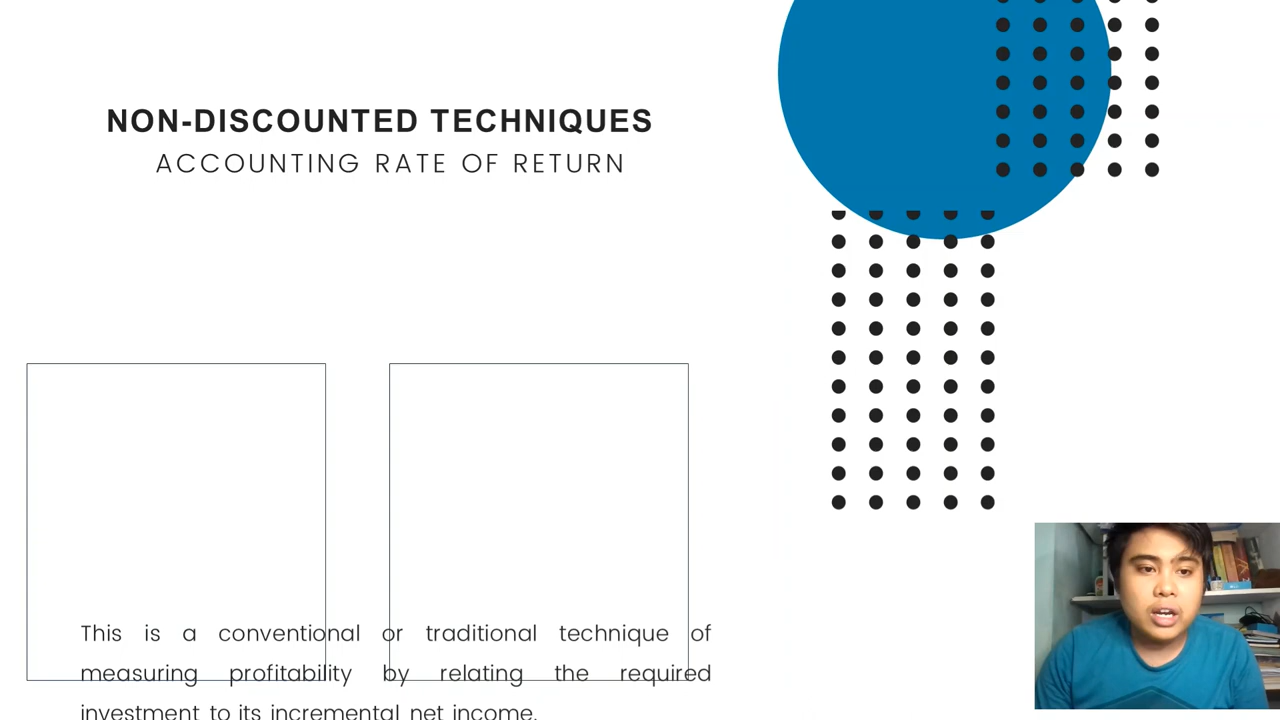 NON-DISCOUNTED TECHNIQUES
ACCOUNTING RATE OF RETURN
This is a conventional or traditional technique of
measuring profitability by relating the required
investment to its incremental net income.